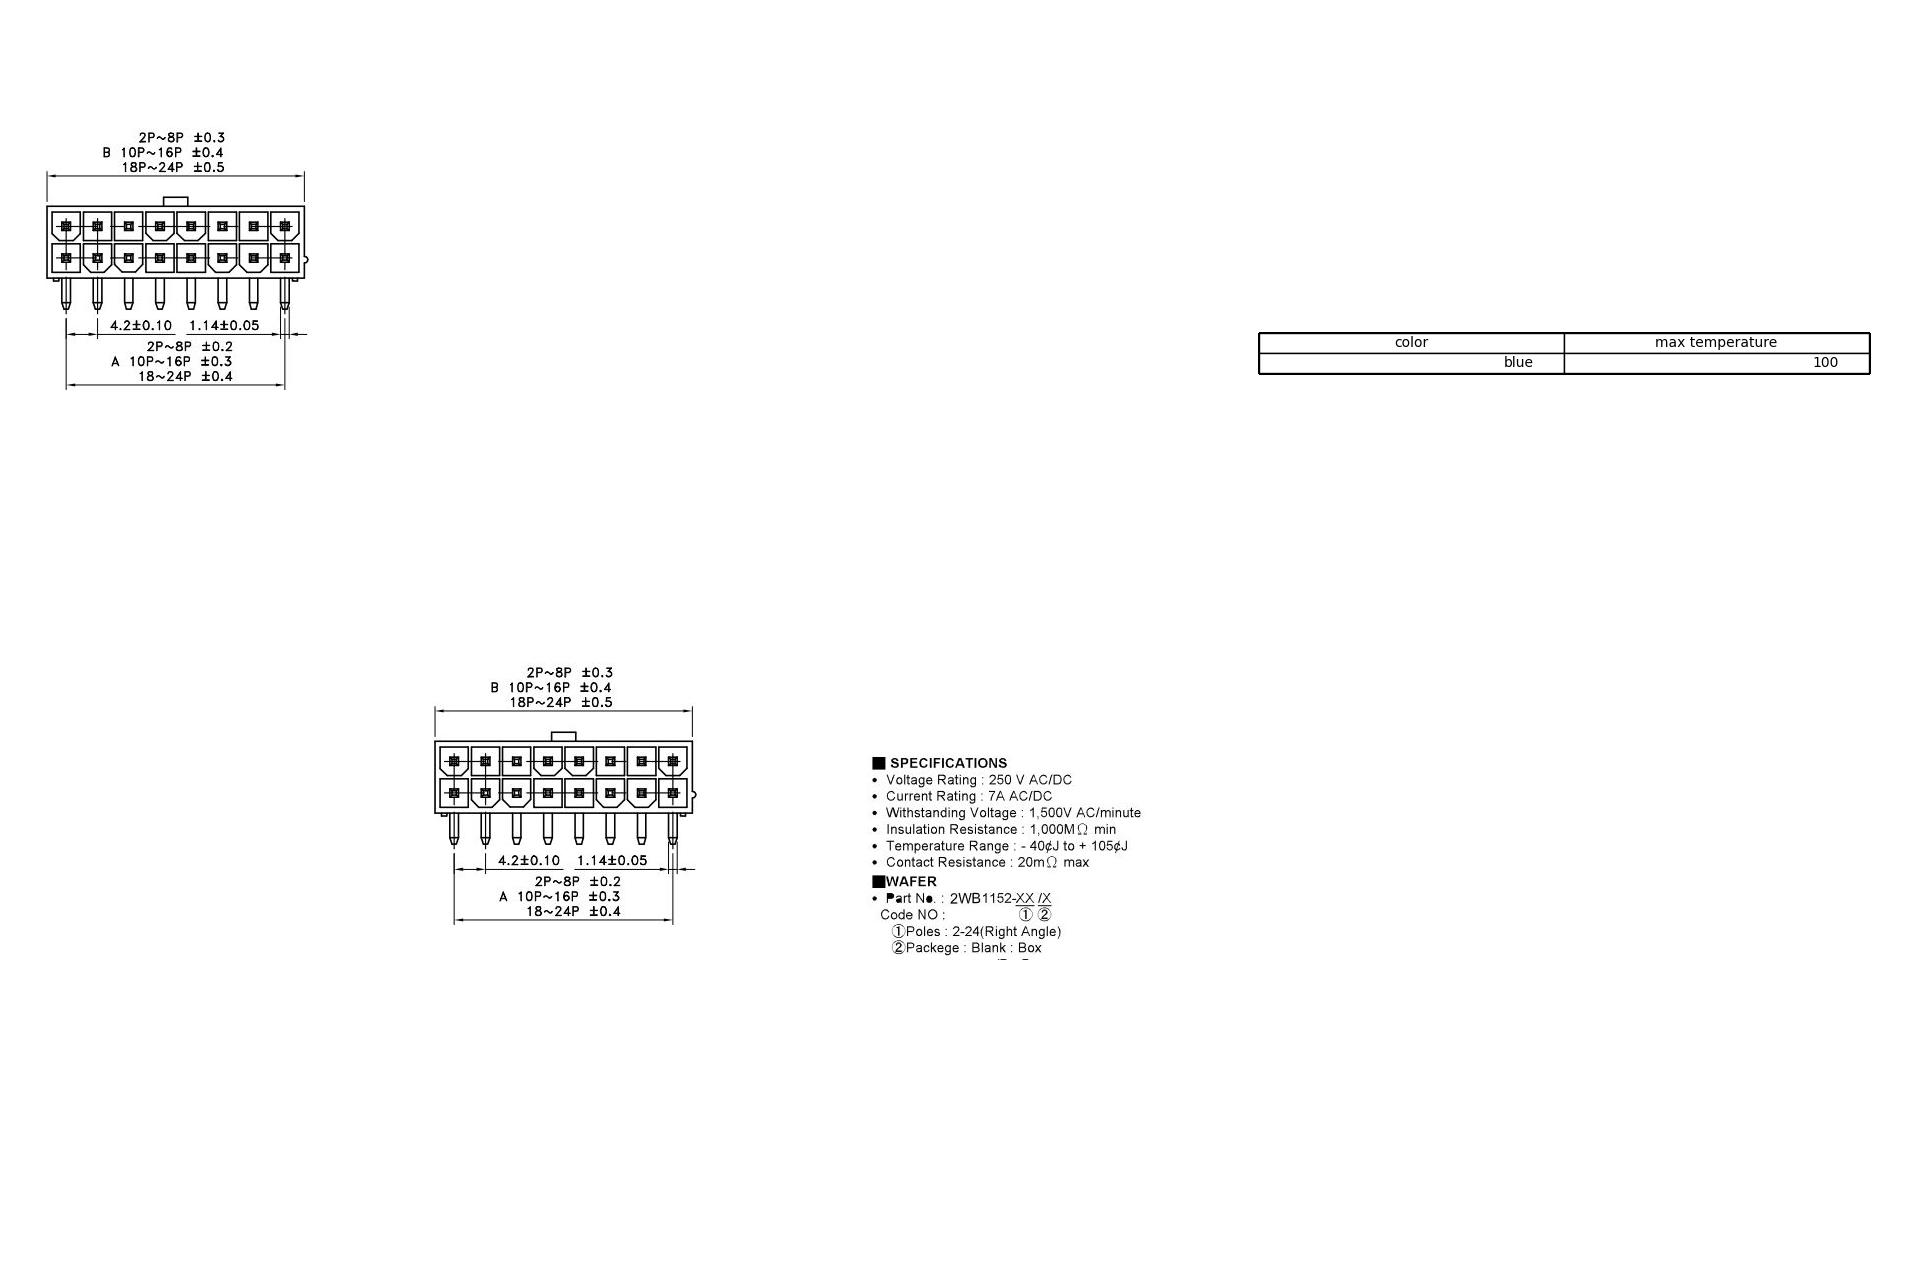 2P~8P ±0.3
B 10P~16P ±0.4
18P~24P ±0.5
4.2±0.10 1.14±0.05
2P~8P ±0.2
A 10P~16P ±0.3
18~24P ±0.4
color max temperature
blue 100
2P~8P ±0.3
B 10P~16P ±0.4
18P~24P ±0.5
4.2±0.10 1.14±0.05
2P~8P ±0.2
A 10P~16P ±0.3
18~24P ±0.4
■ SPECIFICATIONS
• Voltage Rating : 250 V AC/DC
• Current Rating : 7A AC/DC
• Withstanding Voltage : 1,500V AC/minute
• Insulation Resistance : 1,000MΩ min
• Temperature Range : - 40¢J to + 105¢J
• Contact Resistance : 20mΩ max
■WAFER
• Part No. : 2WB1152-XX /X
Code NO : ① ②
①Poles : 2-24(Right Angle)
②Packege : Blank : Box